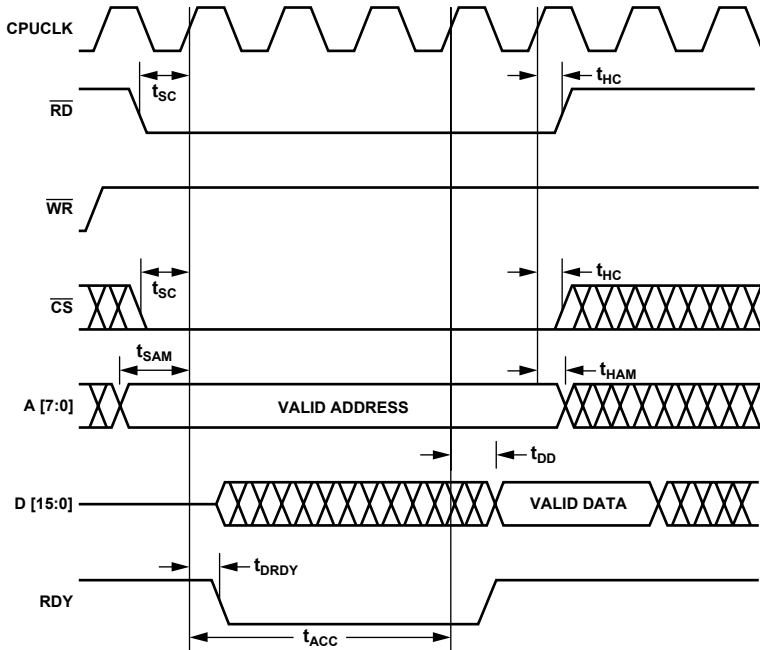 CPUCLK
t_SC
t_HC
RD
WR
t_SC
t_HC
CS
t_SAM
t_HAM
A [7:0]
VALID ADDRESS
t_DD
D [15:0]
VALID DATA
t_DRDY
RDY
t_ACC